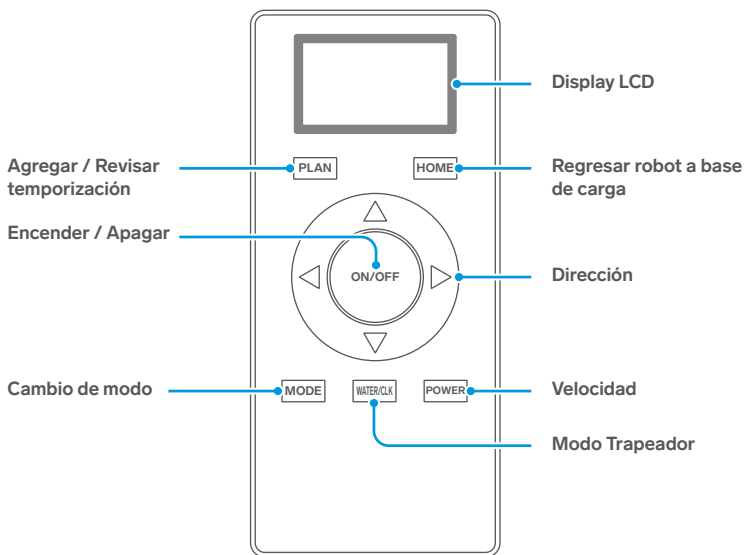 Display LCD
Agregar / Revisar
temporización
PLAN
HOME
Regresar robot a base
de carga
Encender / Apagar
ON/OFF
Dirección
Cambio de modo
MODE
WATER/CLK
POWER
Velocidad
Modo Trapeador